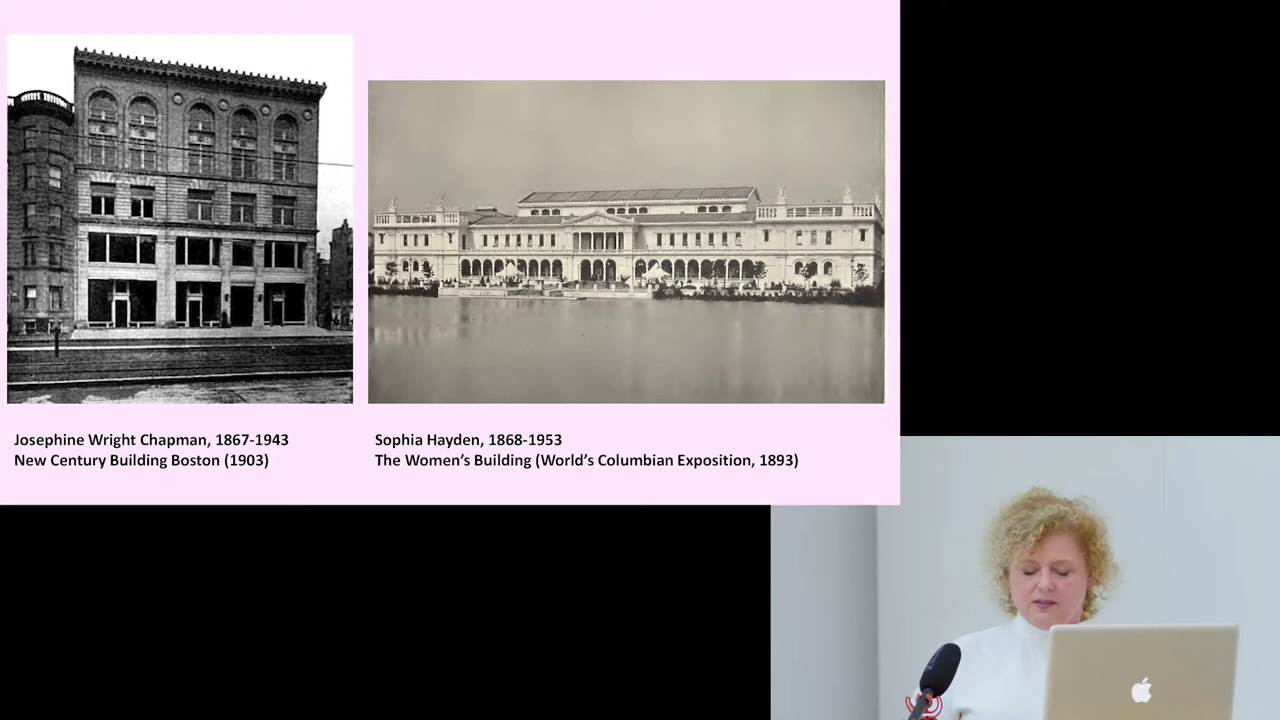 Josephine Wright Chapman, 1867-1943
New Century Building Boston (1903)
Sophia Hayden, 1868-1953
The Women’s Building (World’s Columbian Exposition, 1893)